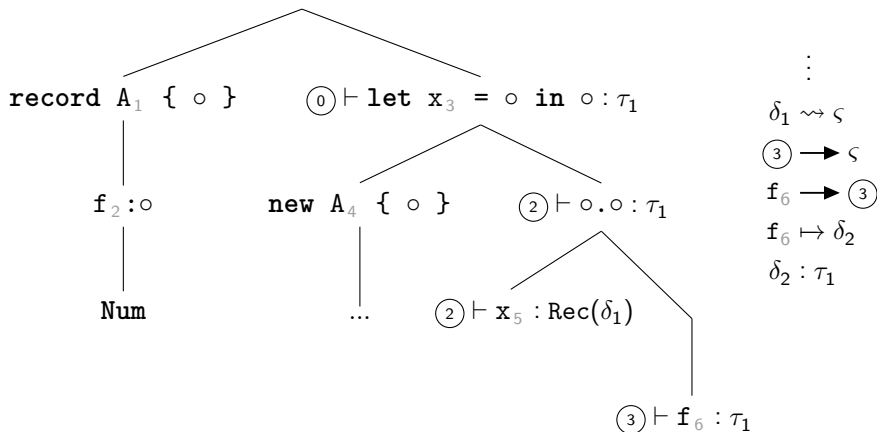 record A₁ { ∘ }
⓪ ⊢ let x₃ = ∘ in ∘ : τ₁
f₂:∘
new A₄ { ∘ }
② ⊢ ∘.∘ : τ₁
Num
...
② ⊢ x₅ : Rec(δ₁)
③ ⊢ f₆ : τ₁
⋮
δ₁ ⇝ ς
③ ⟶ ς
f₆ ⟶ ③
f₆ ↦ δ₂
δ₂ : τ₁